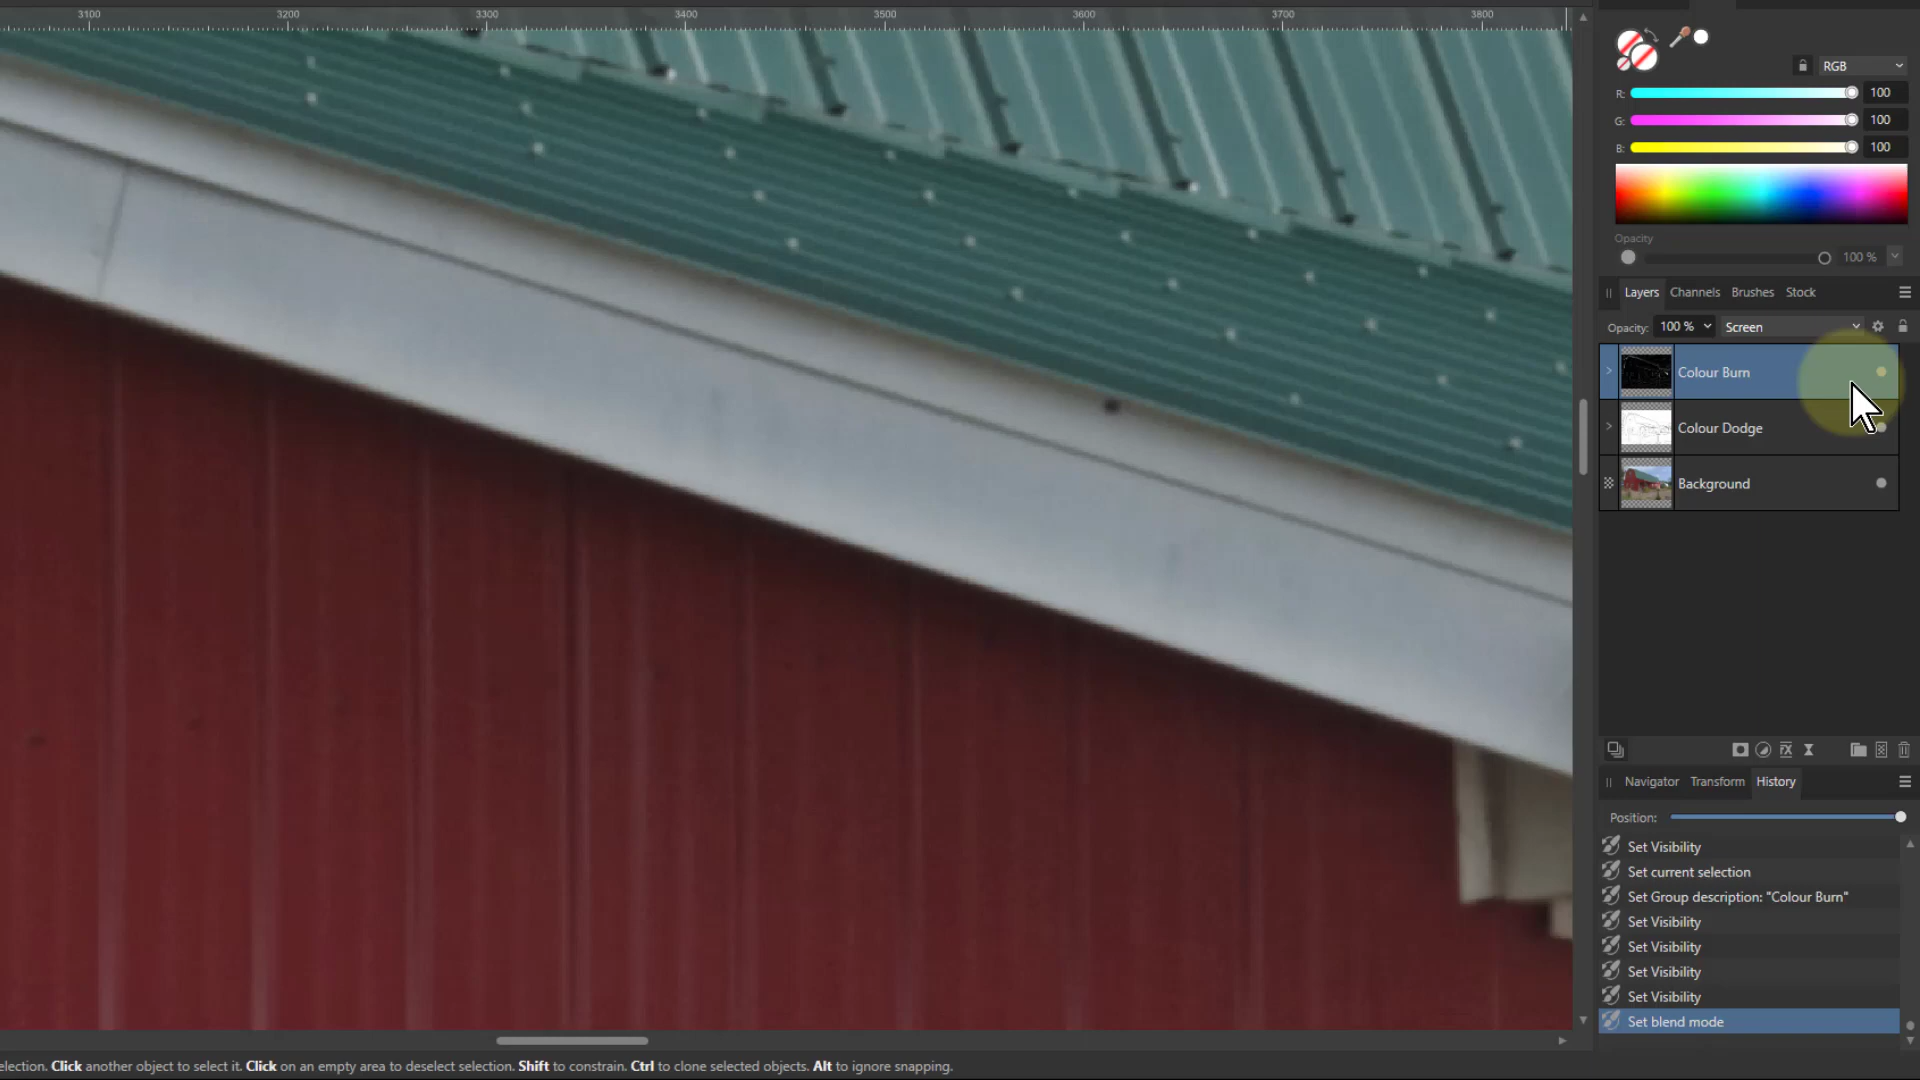 3100 3200 3300 3400 3500 3600 3700 3800
RGB
R: 100
G: 100
B: 100
Opacity
100 %
Layers Channels Brushes Stock
Opacity: 100 % Screen
Colour Burn
Colour Dodge
Background
fx
Navigator Transform History
Position:
Set Visibility
Set current selection
Set Group description: "Colour Burn"
Set Visibility
Set Visibility
Set Visibility
Set Visibility
Set blend mode
election. Click another object to select it. Click on an empty area to deselect selection. Shift to constrain. Ctrl to clone selected objects. Alt to ignore snapping.